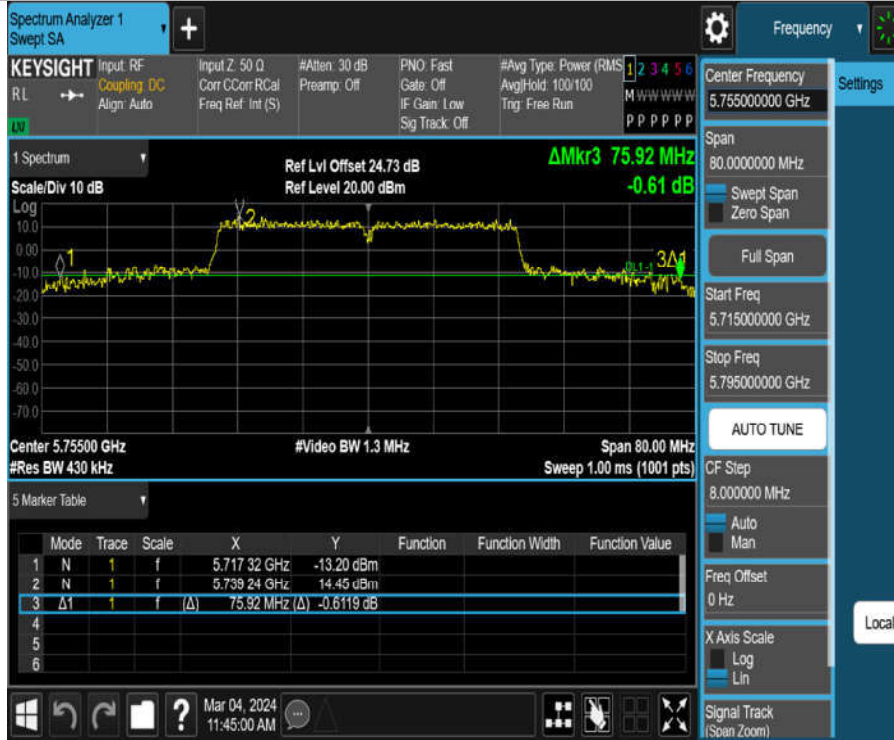 Spectrum Analyzer 1
Swept SA
+
Frequency
KEYSIGHT
RL
LXI
Input: RF
Coupling: DC
Align: Auto
Input Z: 50 Ω
Corr CCorr RCal
Freq Ref: Int (S)
#Atten: 30 dB
Preamp: Off
PNO: Fast
Gate: Off
IF Gain: Low
Sig Track: Off
#Avg Type: Power (RMS
Avg|Hold: 100/100
Trig: Free Run
1 2 3 4 5 6
M W W W W W
P P P P P P
1 Spectrum
Scale/Div 10 dB
Ref Lvl Offset 24.73 dB
Ref Level 20.00 dBm
ΔMkr3 75.92 MHz
-0.61 dB
Log
10.0
0.00
-10.0
-20.0
-30.0
-40.0
-50.0
-60.0
-70.0
1
2
3Δ1
Center 5.75500 GHz
#Res BW 430 kHz
#Video BW 1.3 MHz
Span 80.00 MHz
Sweep 1.00 ms (1001 pts)
5 Marker Table
Mode Trace Scale X Y Function Function Width Function Value
1 N 1 f 5.717 32 GHz -13.20 dBm
2 N 1 f 5.739 24 GHz 14.45 dBm
3 Δ1 1 f (Δ) 75.92 MHz (Δ) -0.6119 dB
4
5
6
?
Mar 04, 2024
11:45:00 AM
Center Frequency
5.755000000 GHz
Span
80.0000000 MHz
Swept Span
Zero Span
Full Span
Start Freq
5.715000000 GHz
Stop Freq
5.795000000 GHz
AUTO TUNE
CF Step
8.000000 MHz
Auto
Man
Freq Offset
0 Hz
X Axis Scale
Log
Lin
Signal Track
(Span Zoom)
Settings
Local